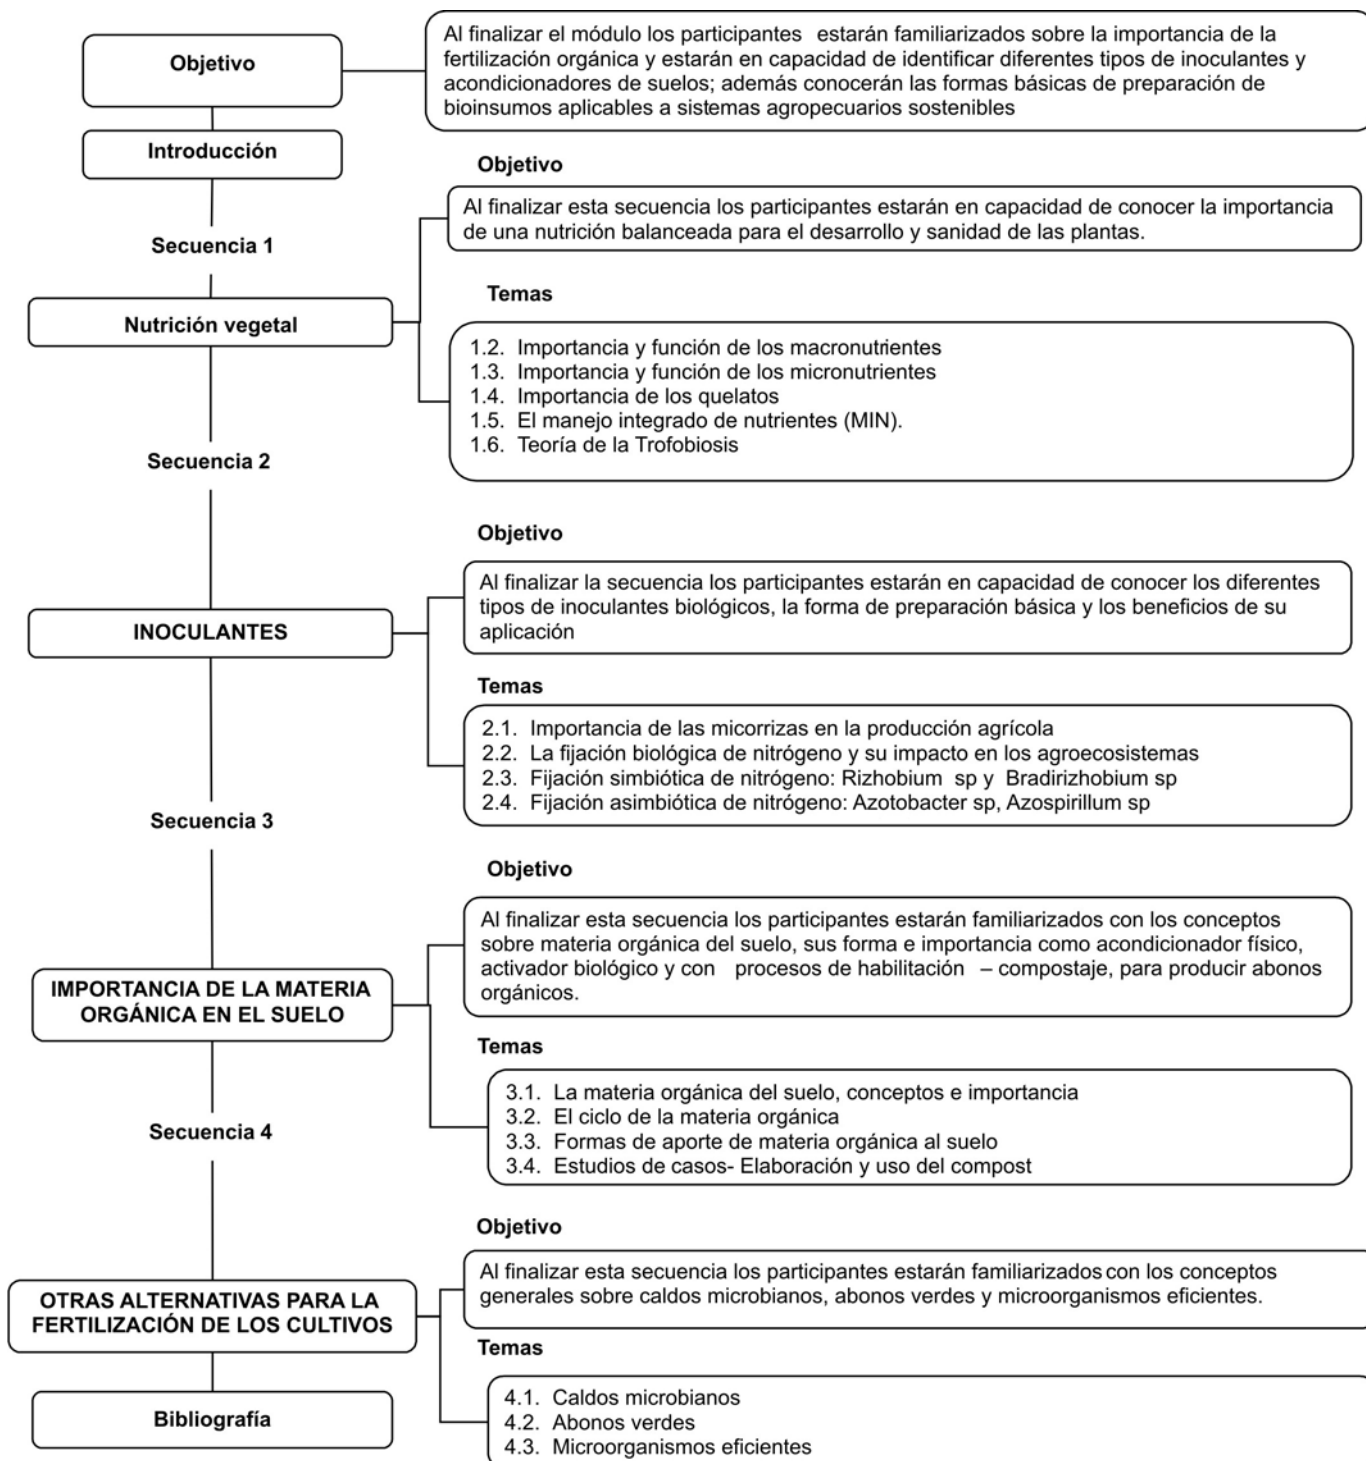 Objetivo
Al finalizar el módulo los participantes estarán familiarizados sobre la importancia de la
fertilización orgánica y estarán en capacidad de identificar diferentes tipos de inoculantes y
acondicionadores de suelos; además conocerán las formas básicas de preparación de
bioinsumos aplicables a sistemas agropecuarios sostenibles
Introducción
Secuencia 1
Nutrición vegetal
Objetivo
Al finalizar esta secuencia los participantes estarán en capacidad de conocer la importancia
de una nutrición balanceada para el desarrollo y sanidad de las plantas.
Temas
1.2. Importancia y función de los macronutrientes
1.3. Importancia y función de los micronutrientes
1.4. Importancia de los quelatos
1.5. El manejo integrado de nutrientes (MIN).
1.6. Teoría de la Trofobiosis
Secuencia 2
INOCULANTES
Objetivo
Al finalizar la secuencia los participantes estarán en capacidad de conocer los diferentes
tipos de inoculantes biológicos, la forma de preparación básica y los beneficios de su
aplicación
Temas
2.1. Importancia de las micorrizas en la producción agrícola
2.2. La fijación biológica de nitrógeno y su impacto en los agroecosistemas
2.3. Fijación simbiótica de nitrógeno: Rizhobium sp y Bradirizhobium sp
2.4. Fijación asimbiótica de nitrógeno: Azotobacter sp, Azospirillum sp
Secuencia 3
IMPORTANCIA DE LA MATERIA
ORGÁNICA EN EL SUELO
Objetivo
Al finalizar esta secuencia los participantes estarán familiarizados con los conceptos
sobre materia orgánica del suelo, sus forma e importancia como acondicionador físico,
activador biológico y con procesos de habilitación – compostaje, para producir abonos
orgánicos.
Temas
3.1. La materia orgánica del suelo, conceptos e importancia
3.2. El ciclo de la materia orgánica
3.3. Formas de aporte de materia orgánica al suelo
3.4. Estudios de casos- Elaboración y uso del compost
Secuencia 4
OTRAS ALTERNATIVAS PARA LA
FERTILIZACIÓN DE LOS CULTIVOS
Objetivo
Al finalizar esta secuencia los participantes estarán familiarizados con los conceptos
generales sobre caldos microbianos, abonos verdes y microorganismos eficientes.
Temas
4.1. Caldos microbianos
4.2. Abonos verdes
4.3. Microorganismos eficientes
Bibliografía